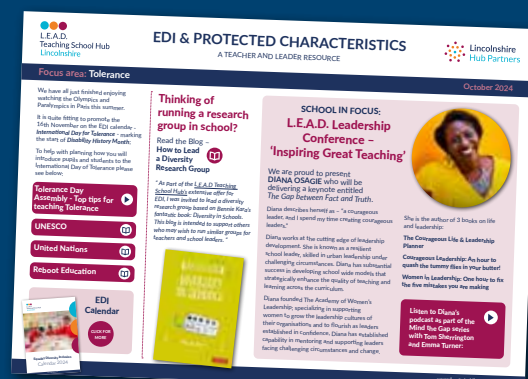 L.E.A.D.
Teaching School Hub
Lincolnshire
EDI & PROTECTED CHARACTERISTICS
A TEACHER AND LEADER RESOURCE
Lincolnshire
Hub Partners
Focus area: Tolerance
October 2024
We have all just finished enjoying
watching the Olympics and
Paralympics in Paris this summer.
It is quite fitting to promote the
16th November on the EDI calendar -
International Day for Tolerance - marking
the start of Disability History Month.
To help with planning how you will
introduce pupils and students to the
International Day of Tolerance please
see below:
Tolerance Day
Assembly - Top tips for
teaching Tolerance
UNESCO
United Nations
Reboot Education
EDI
Calendar
CLICK FOR
MORE
Calendar 2024
Thinking of
running a research
group in school?
Read the Blog –
How to Lead
a Diversity
Research Group
"As part of the L.E.A.D Teaching
School Hub's extensive offer for
EDI, I was invited to lead a diversity
research group based on Bennie Kara's
fantastic book: Diversity in Schools.
This blog is intended to support others
who may wish to run similar groups for
teachers and school leaders."
SCHOOL IN FOCUS:
L.E.A.D. Leadership
Conference –
'Inspiring Great Teaching'
We are proud to present
DIANA OSAGIE who will be
delivering a keynote entitled
The Gap between Fact and Truth.
Diana describes herself as – "a courageous
leader, and I spend my time creating courageous
leaders."
Diana works at the cutting edge of leadership
development. She is known as a resilient
school leader, skilled in urban leadership under
challenging circumstances. Diana has substantial
success in developing school wide models that
strategically enhance the quality of teaching and
learning across the curriculum.
Diana founded The Academy of Women's
Leadership, specializing in supporting
women to grow the leadership cultures of
their organisations and to flourish as leaders
established in confidence. Diana has established
capability in mentoring and supporting leaders
facing challenging circumstances and change.
She is the author of 3 books on life
and leadership:
The Courageous Life & Leadership
Planner
Courageous Leadership: An hour to
quash the tummy flies in your butter!
Women in Leadership: One hour to fix
the five mistakes you are making
Listen to Diana's
podcast as part of the
Mind the Gap series
with Tom Sherrington
and Emma Turner: